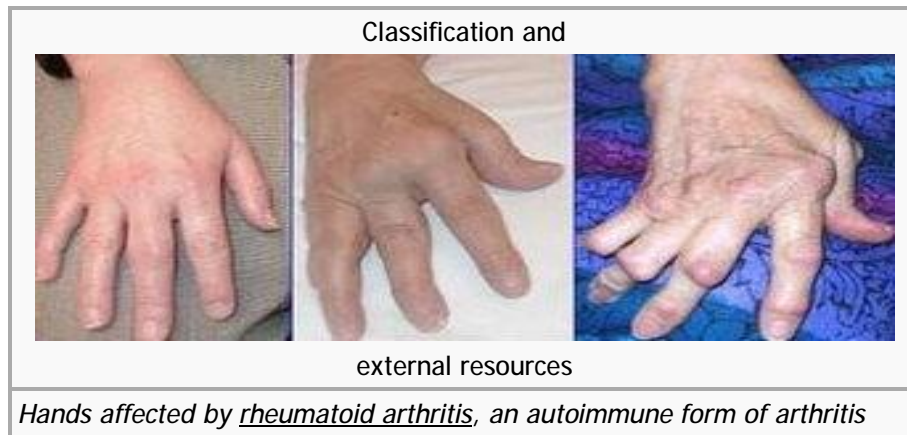 Classification and
external resources
Hands affected by rheumatoid arthritis, an autoimmune form of arthritis